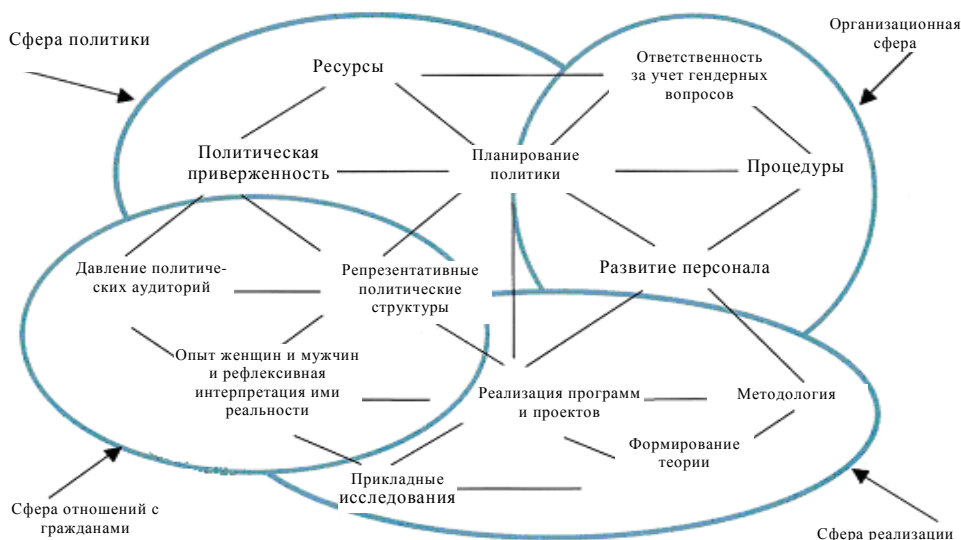 Сфера политики
Организационная
сфера
Ресурсы
Ответственность
за учет гендерных
вопросов
Политическая
приверженность
Планирование
политики
Процедуры
Давление политиче-
ских аудиторий
Репрезентативные
политические
структуры
Развитие персонала
Опыт женщин и мужчин
и рефлексивная
интерпретация ими
реальности
Реализация программ
и проектов
Методология
Формирование
теории
Прикладные
исследования
Сфера отношений с
гражданами
Сфера реализации